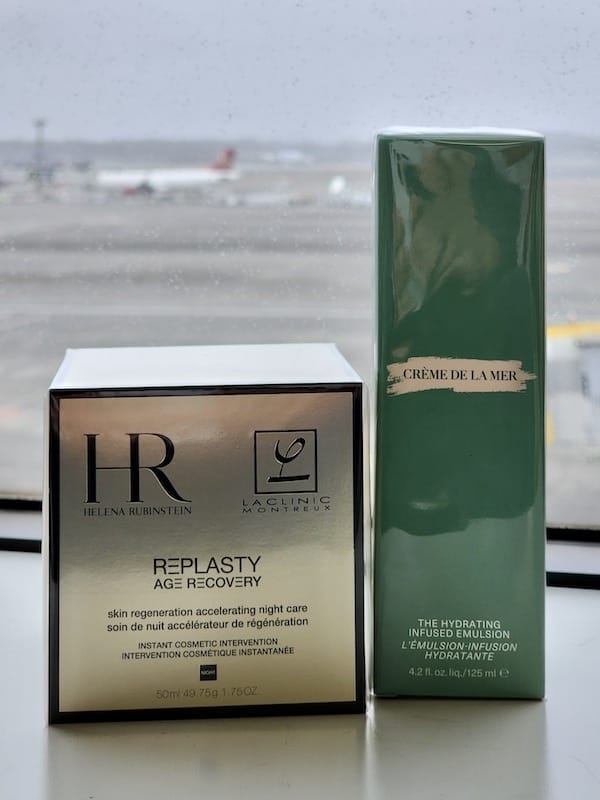 HR
HELENA RUBINSTEIN
LACLINIC
MONTREUX
REPLASTY
AGE RECOVERY
skin regeneration accelerating night care
soin de nuit accélérateur de régénération
INSTANT COSMETIC INTERVENTION
INTERVENTION COSMÉTIQUE INSTANTANÉE
NIGHT
50ml 49.75g 1.75OZ.
CRÈME DE LA MER
THE HYDRATING
INFUSED EMULSION
L'ÉMULSION-INFUSION
HYDRATANTE
4.2 fl. oz. liq./125 ml ℮